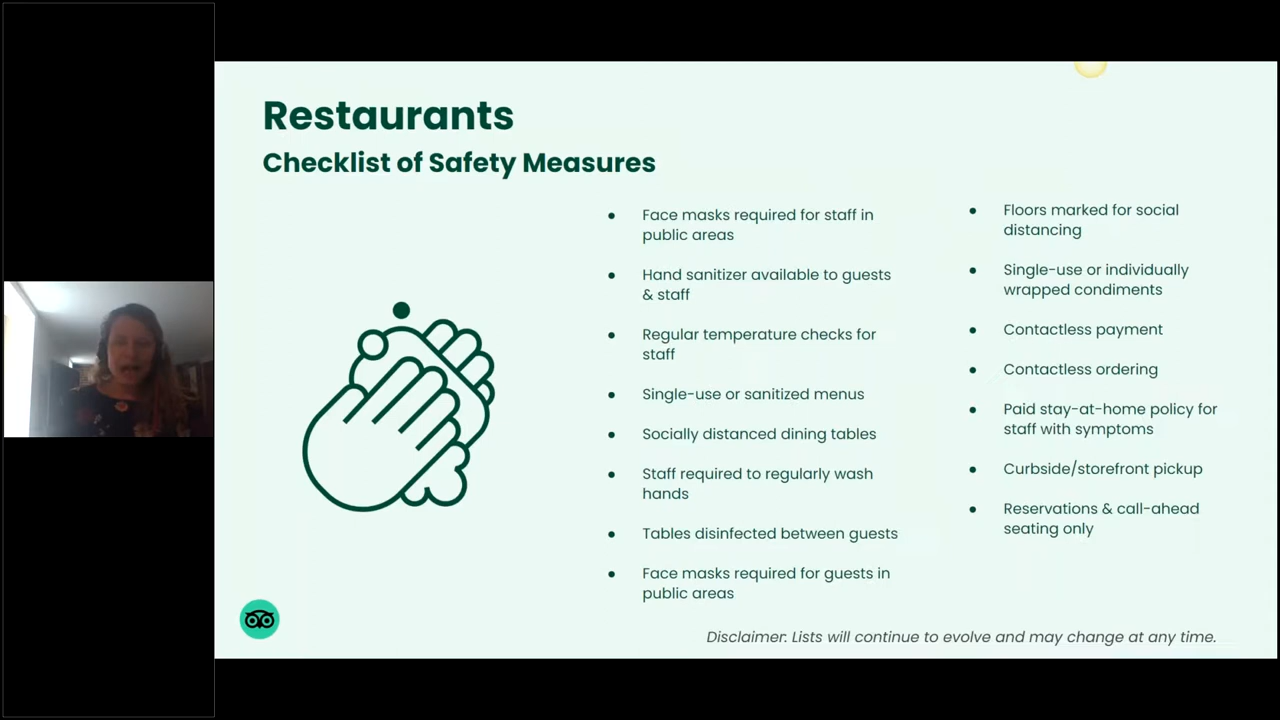 Restaurants
Checklist of Safety Measures
● Face masks required for staff in
public areas
● Hand sanitizer available to guests
& staff
● Regular temperature checks for
staff
● Single-use or sanitized menus
● Socially distanced dining tables
● Staff required to regularly wash
hands
● Tables disinfected between guests
● Face masks required for guests in
public areas
● Floors marked for social
distancing
● Single-use or individually
wrapped condiments
● Contactless payment
● Contactless ordering
● Paid stay-at-home policy for
staff with symptoms
● Curbside/storefront pickup
● Reservations & call-ahead
seating only
Disclaimer: Lists will continue to evolve and may change at any time.